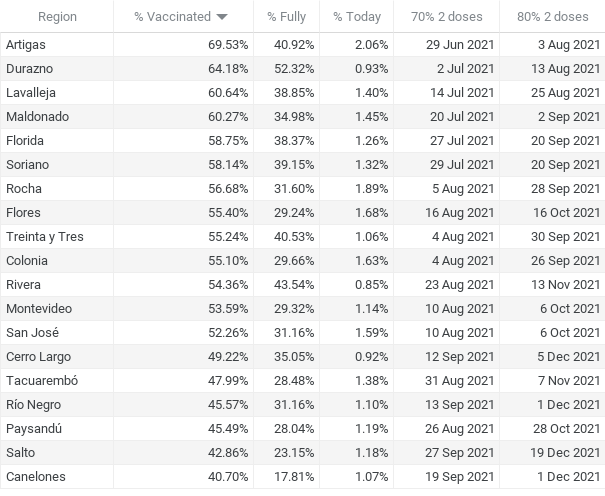 Region % Vaccinated % Fully % Today 70% 2 doses 80% 2 doses
Artigas 69.53% 40.92% 2.06% 29 Jun 2021 3 Aug 2021
Durazno 64.18% 52.32% 0.93% 2 Jul 2021 13 Aug 2021
Lavalleja 60.64% 38.85% 1.40% 14 Jul 2021 25 Aug 2021
Maldonado 60.27% 34.98% 1.45% 20 Jul 2021 2 Sep 2021
Florida 58.75% 38.37% 1.26% 27 Jul 2021 20 Sep 2021
Soriano 58.14% 39.15% 1.32% 29 Jul 2021 20 Sep 2021
Rocha 56.68% 31.60% 1.89% 5 Aug 2021 28 Sep 2021
Flores 55.40% 29.24% 1.68% 16 Aug 2021 16 Oct 2021
Treinta y Tres 55.24% 40.53% 1.06% 4 Aug 2021 30 Sep 2021
Colonia 55.10% 29.66% 1.63% 4 Aug 2021 26 Sep 2021
Rivera 54.36% 43.54% 0.85% 23 Aug 2021 13 Nov 2021
Montevideo 53.59% 29.32% 1.14% 10 Aug 2021 6 Oct 2021
San José 52.26% 31.16% 1.59% 10 Aug 2021 6 Oct 2021
Cerro Largo 49.22% 35.05% 0.92% 12 Sep 2021 5 Dec 2021
Tacuarembó 47.99% 28.48% 1.38% 31 Aug 2021 7 Nov 2021
Río Negro 45.57% 31.16% 1.10% 13 Sep 2021 1 Dec 2021
Paysandú 45.49% 28.04% 1.19% 26 Aug 2021 28 Oct 2021
Salto 42.86% 23.15% 1.18% 27 Sep 2021 19 Dec 2021
Canelones 40.70% 17.81% 1.07% 19 Sep 2021 1 Dec 2021